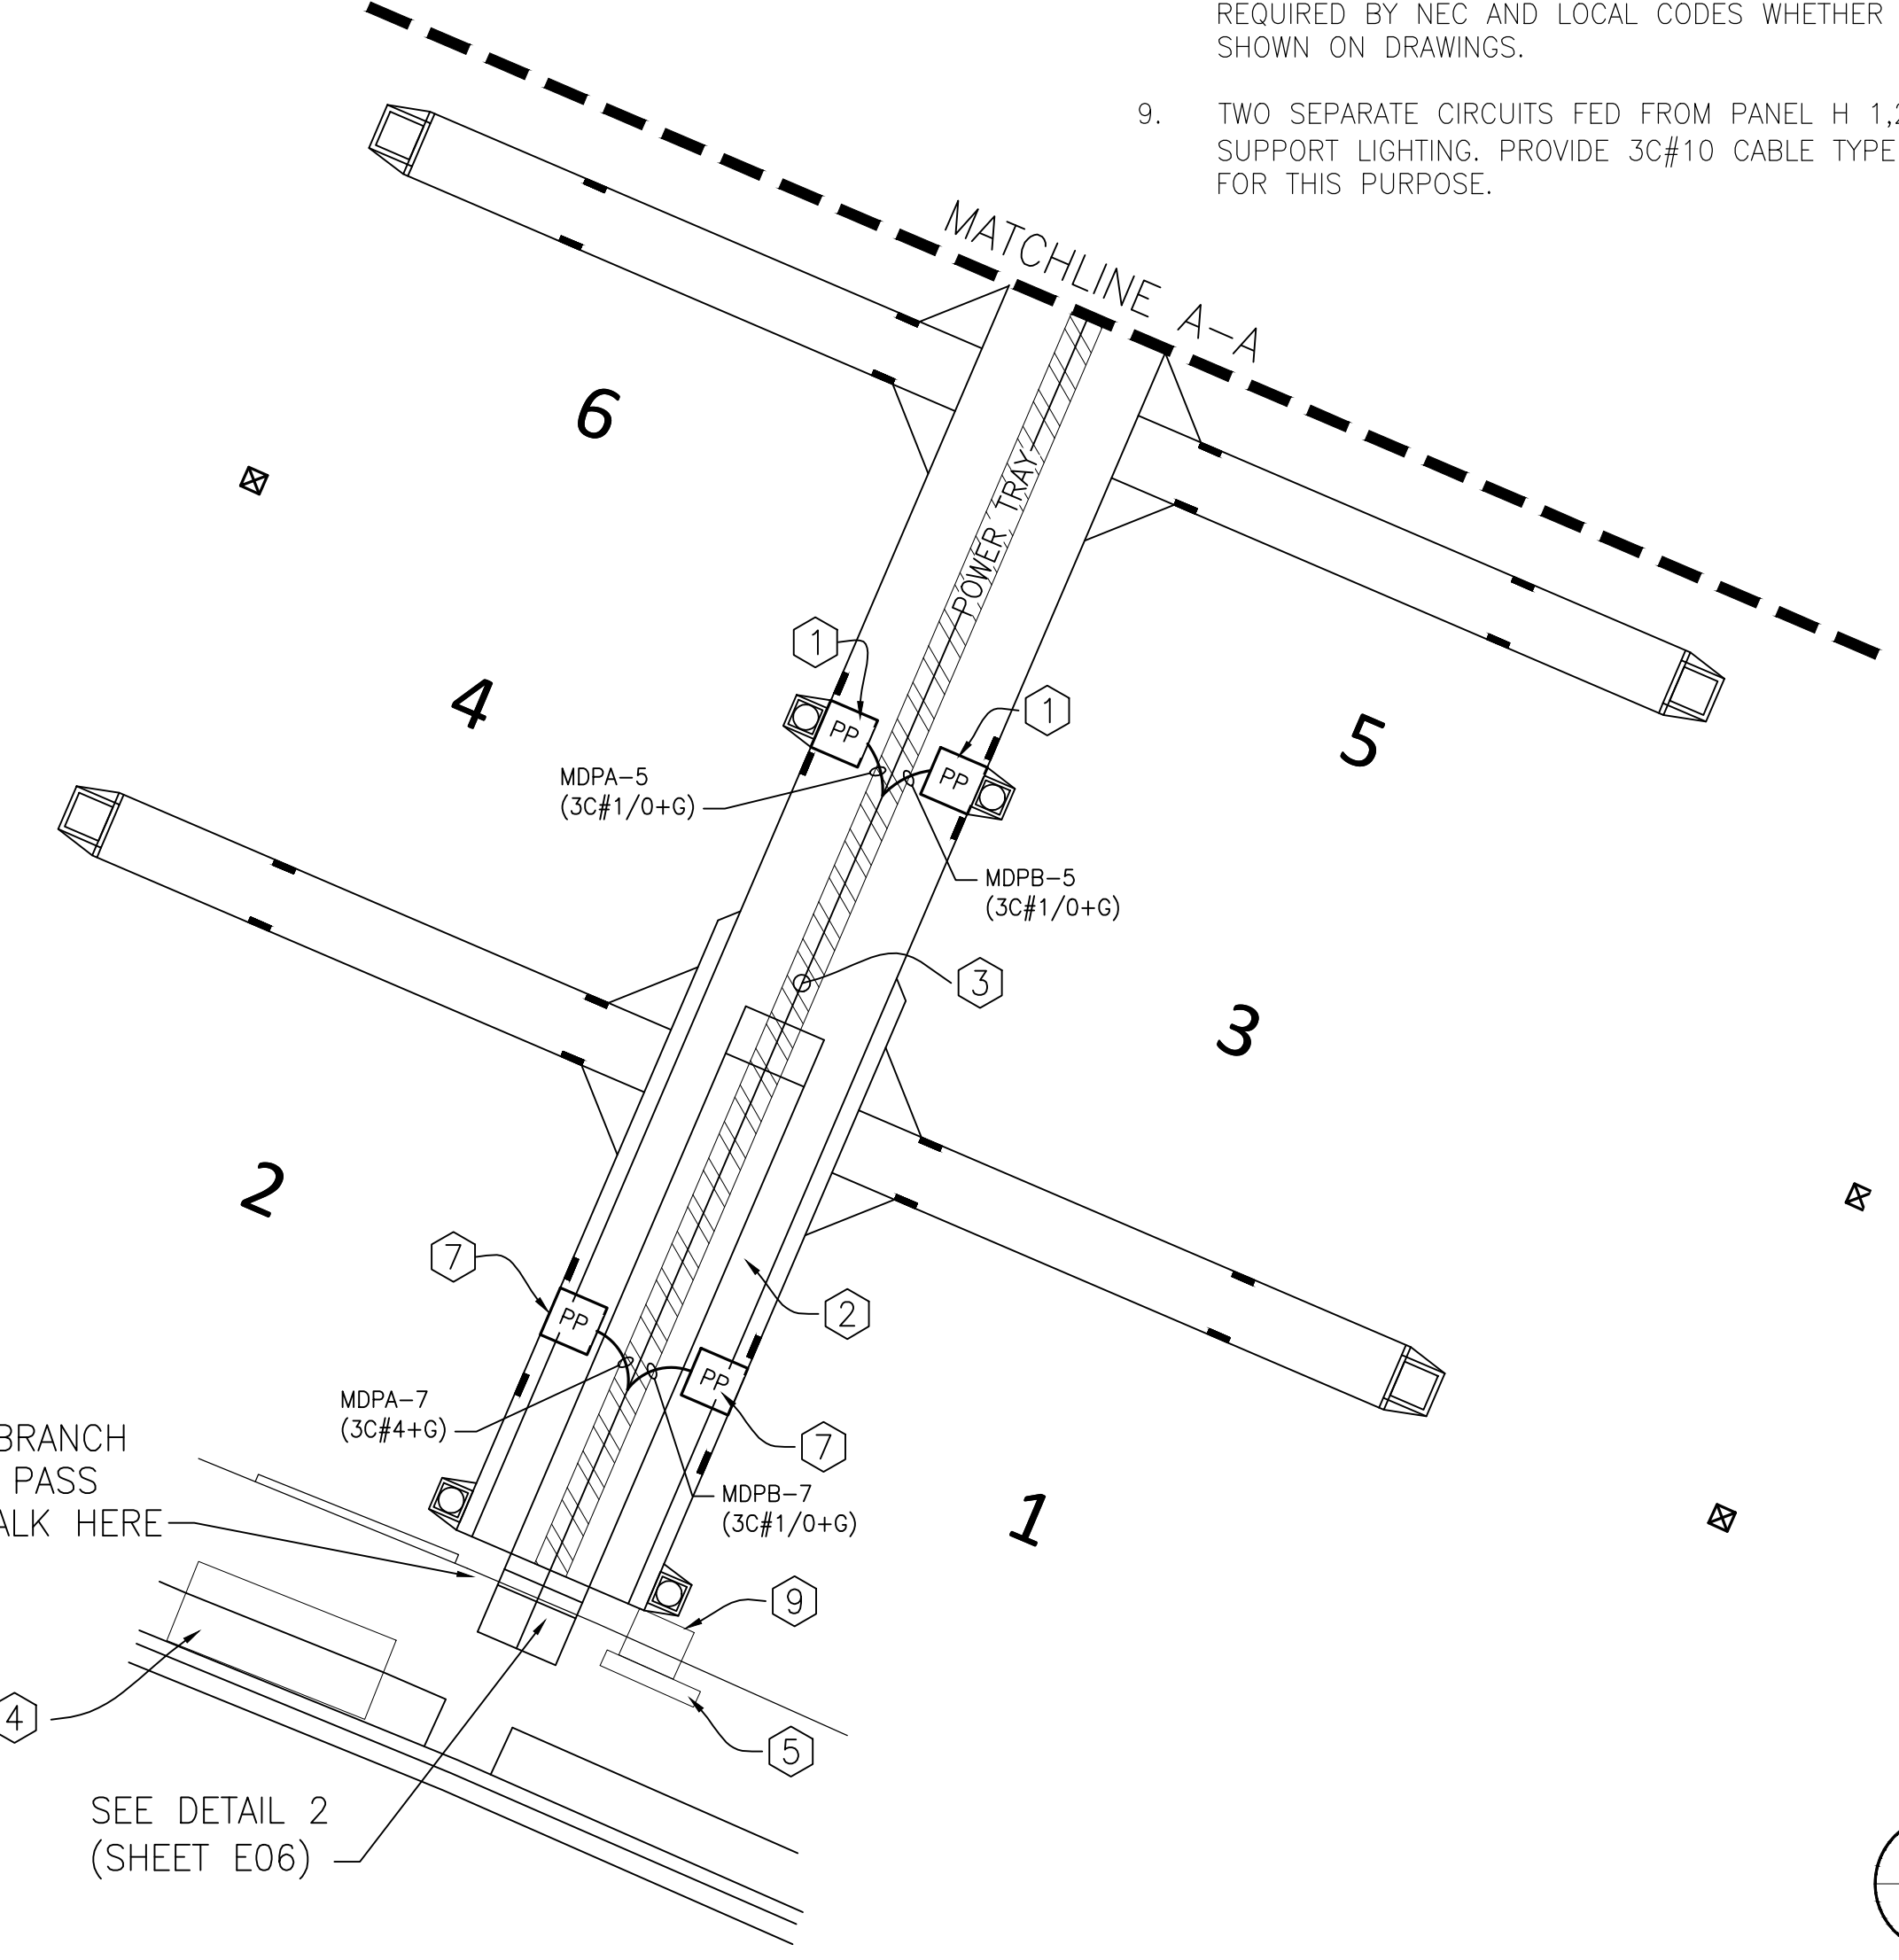 REQUIRED BY NEC AND LOCAL CODES WHETHER
SHOWN ON DRAWINGS.
9. TWO SEPARATE CIRCUITS FED FROM PANEL H 1,2
SUPPORT LIGHTING. PROVIDE 3C#10 CABLE TYPE
FOR THIS PURPOSE.
MATCHLINE A-A
6
POWER TRAY
1
4
1
5
PP
PP
MDPA-5
(3C#1/0+G)
MDPB-5
(3C#1/0+G)
3
3
2
7
2
PP
PP
MDPA-7
(3C#4+G)
7
BRANCH
PASS
ALK HERE
MDPB-7
(3C#1/0+G)
1
9
4
5
SEE DETAIL 2
(SHEET E06)